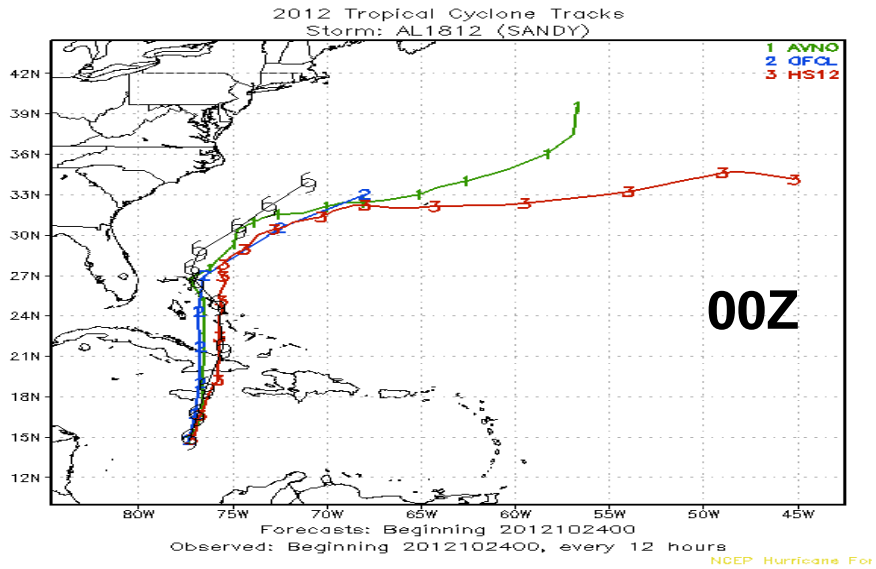 2012 Tropical Cyclone Tracks
Storm: AL1812 (SANDY)
1 AVNO
2 OFCL
3 HS12
42N
39N
36N
33N
30N
27N
24N
21N
18N
15N
12N
00Z
80W 75W 70W 65W 60W 55W 50W 45W
Forecasts: Beginning 2012102400
Observed: Beginning 2012102400, every 12 hours
NCEP Hurricane For